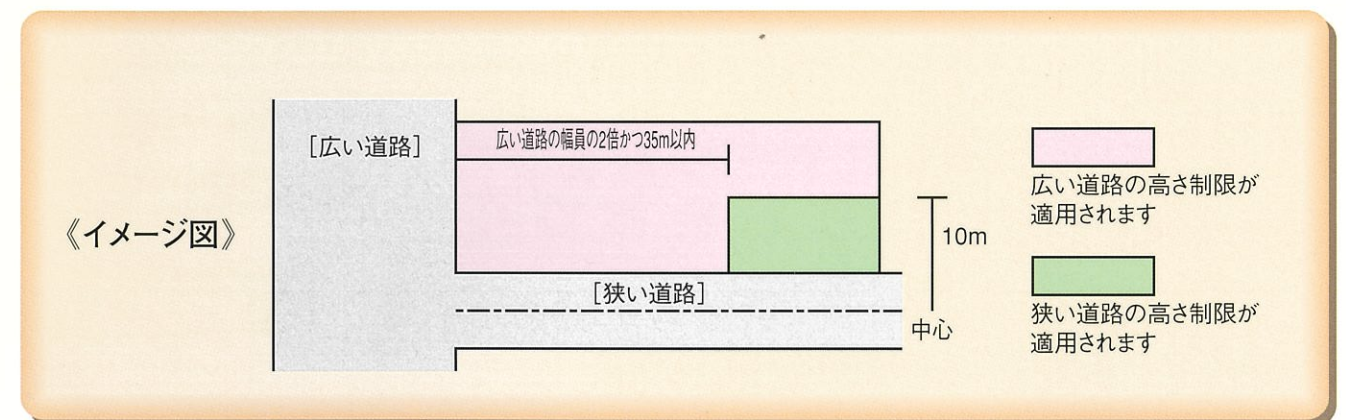 《イメージ図》
［広い道路］
広い道路の幅員の2倍かつ35m以内
［狭い道路］
10m
中心
広い道路の高さ制限が
適用されます
狭い道路の高さ制限が
適用されます